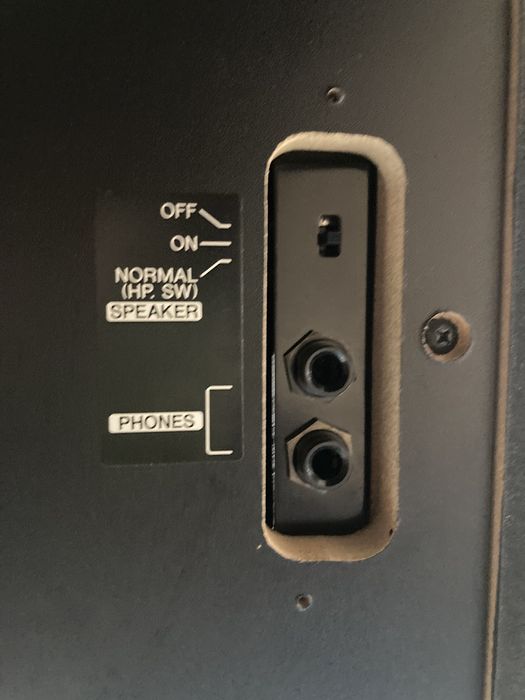 OFF
ON
NORMAL
(HP. SW)
SPEAKER
PHONES